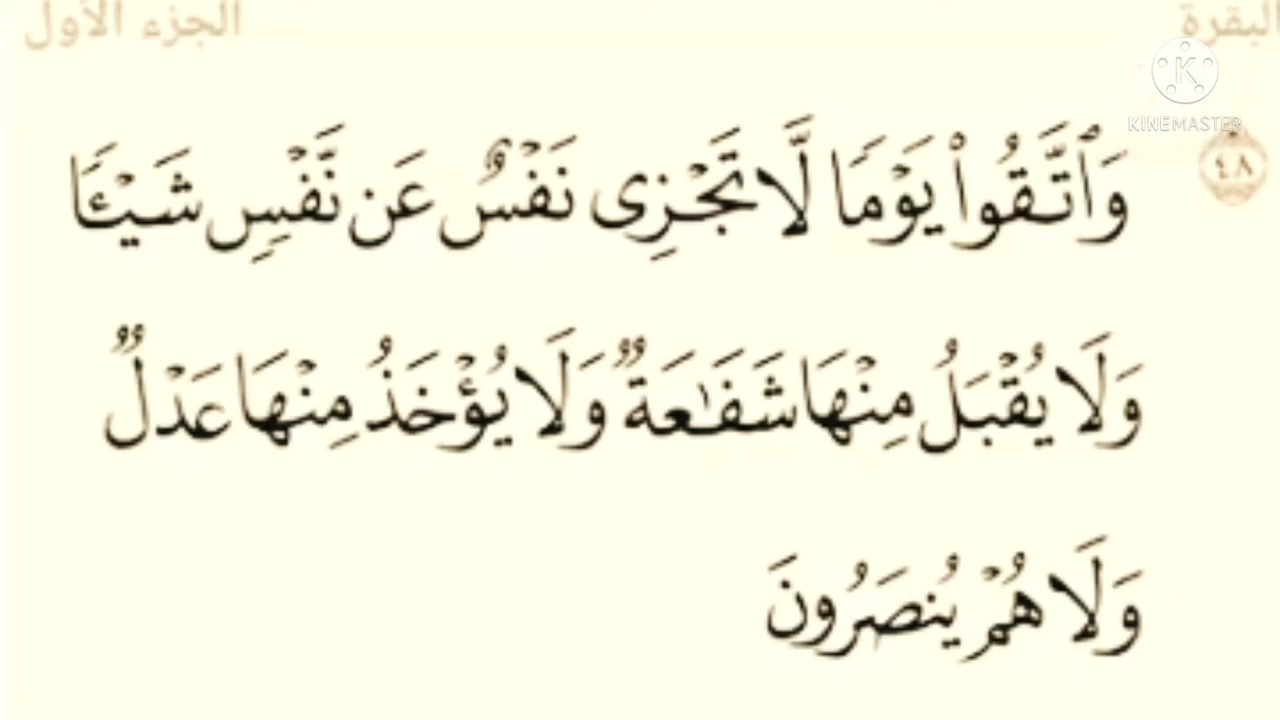 البقرة الجزء الأول
KINEMASTER
٤٨ وَٱتَّقُواْ يَوۡمٗا لَّا تَجۡزِي نَفۡسٌ عَن نَّفۡسٖ شَيۡـٔٗا
وَلَا يُقۡبَلُ مِنۡهَا شَفَٰعَةٞ وَلَا يُؤۡخَذُ مِنۡهَا عَدۡلٞ
وَلَا هُمۡ يُنصَرُونَ